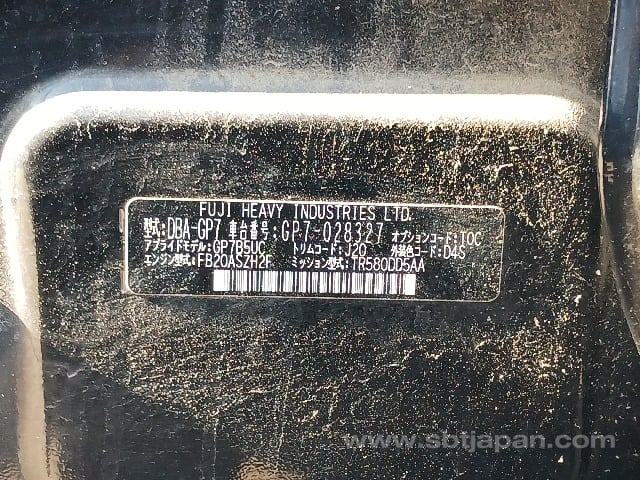 FUJI HEAVY INDUSTRIES LTD.
型式:DBA-GP7 車台番号:GP7-028327 オプションコード:IOC
アプライドモデル:GP7B5UC トリムコード:J20 外装色コード:D4S
エンジン型式:FB20ASZH2F ミッション型式:TR580DD5AA
www.sbtjapan.com